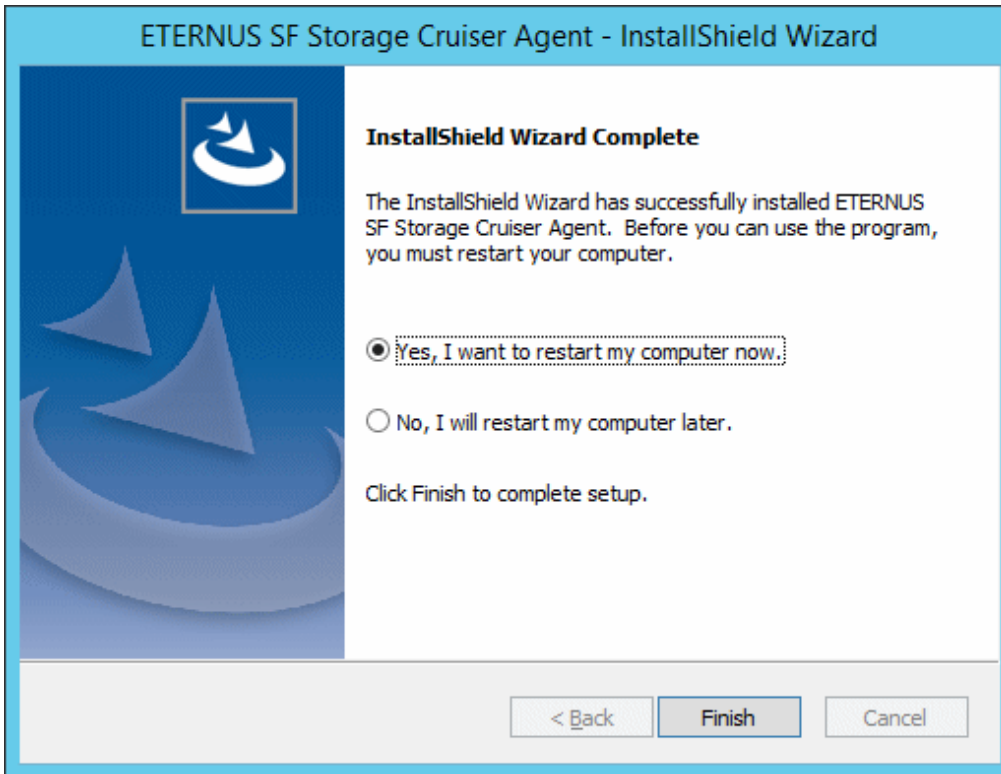 ETERNUS SF Storage Cruiser Agent - InstallShield Wizard
InstallShield Wizard Complete
The InstallShield Wizard has successfully installed ETERNUS
SF Storage Cruiser Agent.  Before you can use the program,
you must restart your computer.
Yes, I want to restart my computer now.
No, I will restart my computer later.
Click Finish to complete setup.
< Back
Finish
Cancel